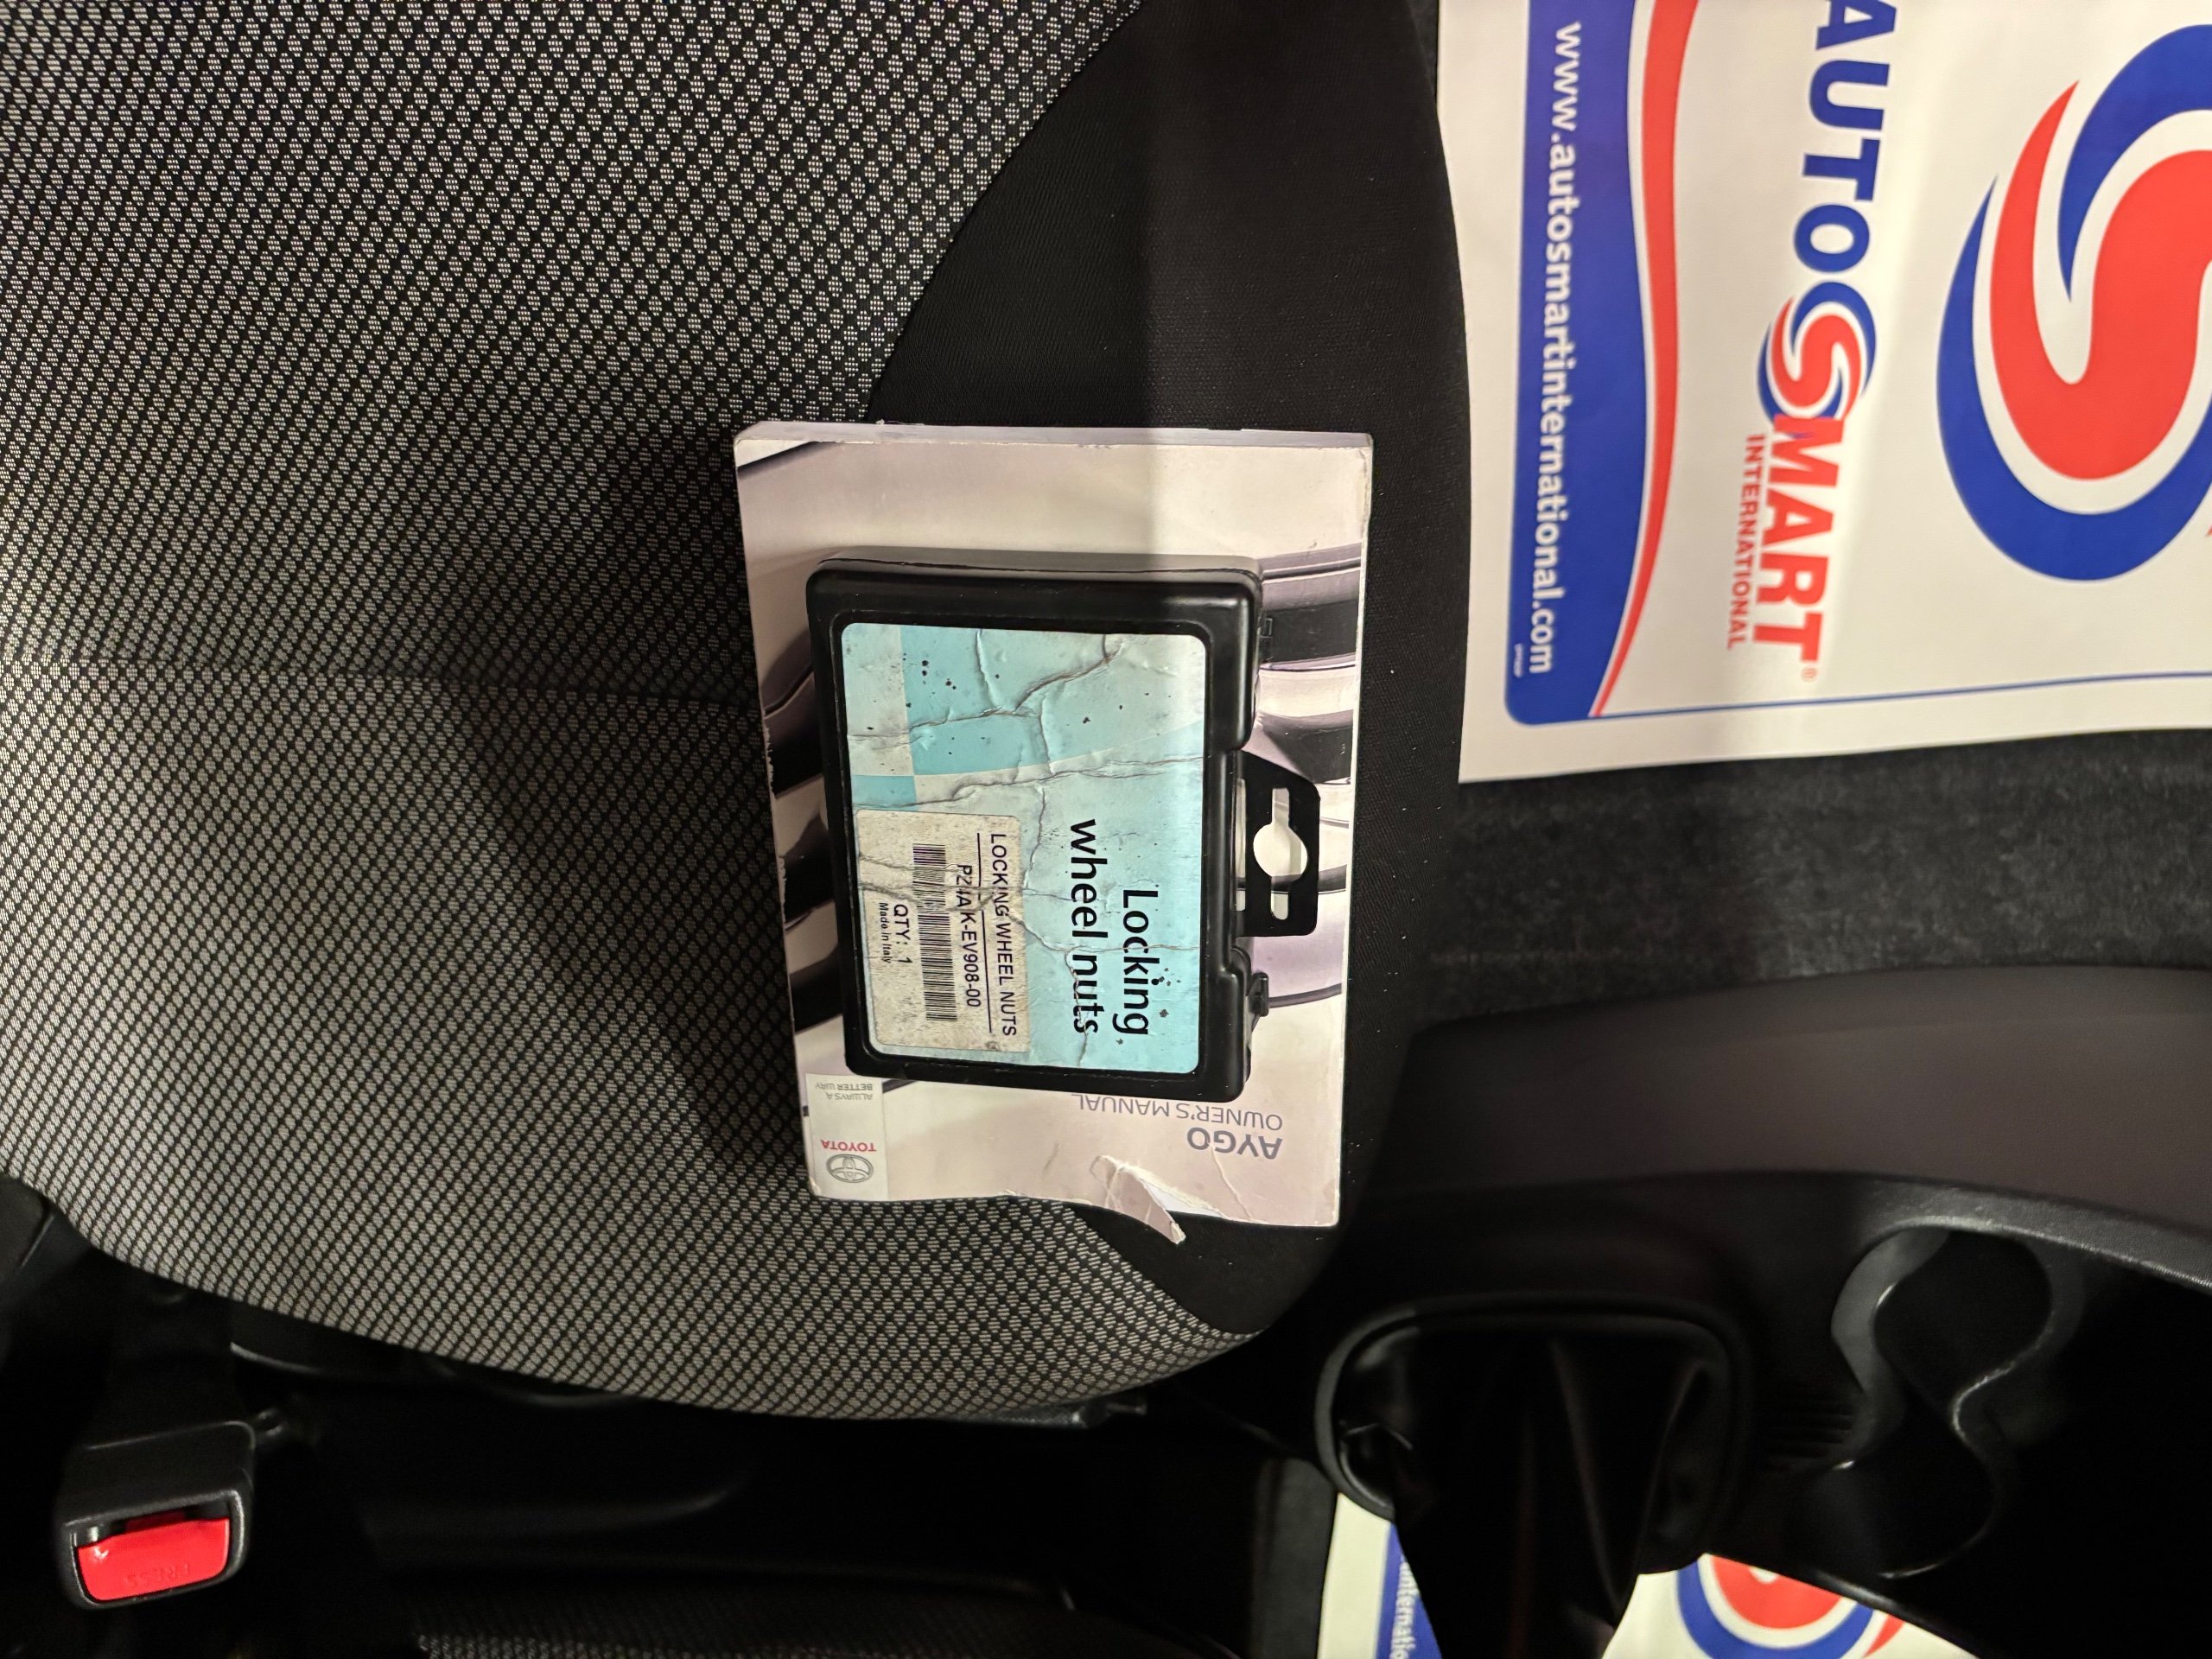 Locking
wheel nuts
LOCKING WHEEL NUTS
PZ4AK-EV908-00
QTY: 1
Made in Italy
AYGO
OWNER'S MANUAL
TOYOTA
ALWAYS A
BETTER WAY
AUTOSMART®
INTERNATIONAL
www.autosmartinternational.com
PRESS